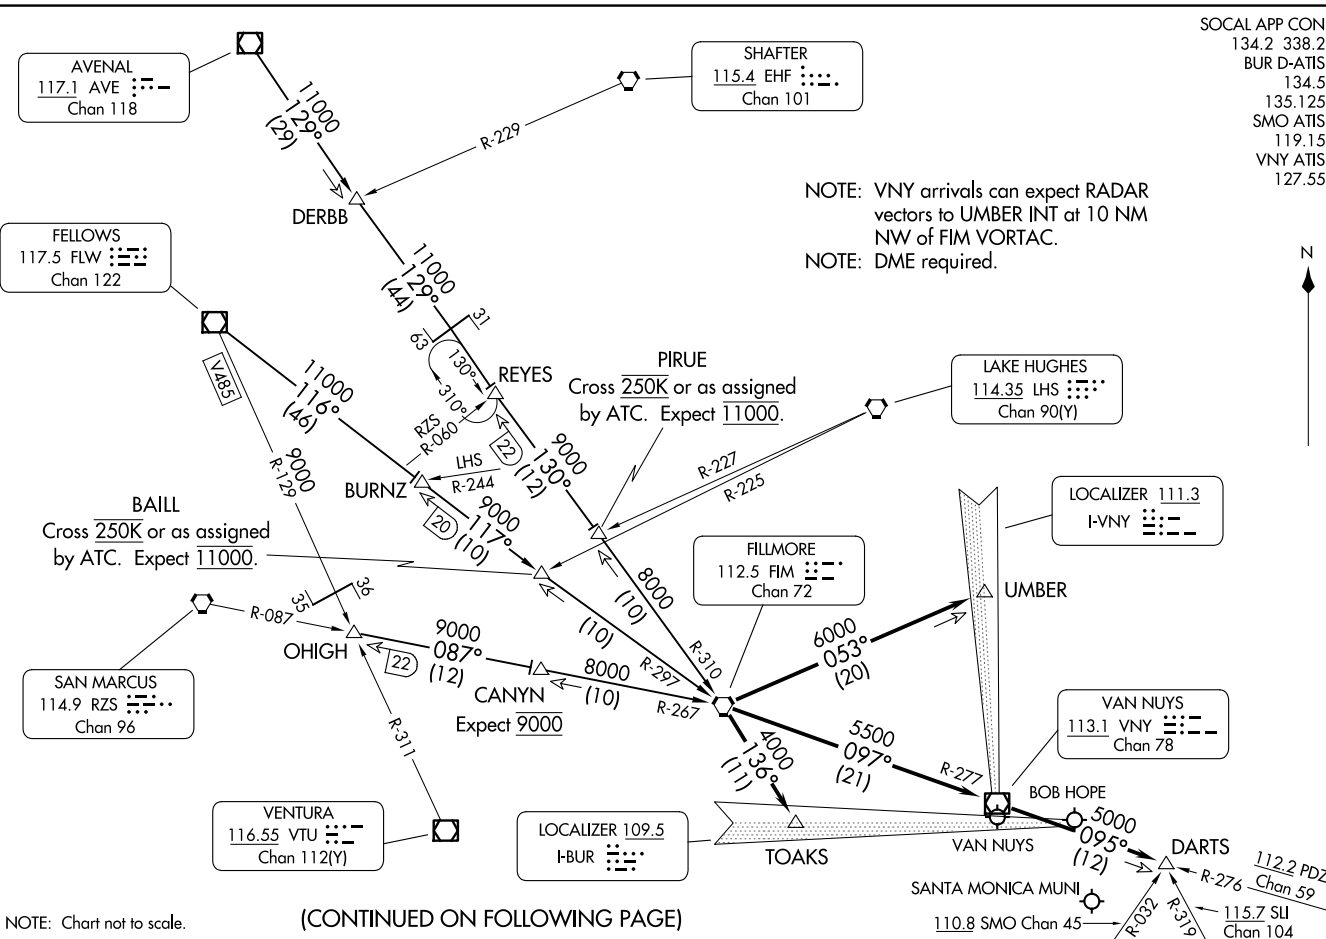 SOCAL APP CON
134.2 338.2
BUR D-ATIS
134.5
135.125
SMO ATIS
119.15
VNY ATIS
127.55
AVENAL
117.1 AVE
Chan 118
SHAFTER
115.4 EHF
Chan 101
11000
129°
(29)
R-229
DERBB
NOTE: VNY arrivals can expect RADAR
vectors to UMBER INT at 10 NM
NW of FIM VORTAC.
NOTE: DME required.
N
FELLOWS
117.5 FLW
Chan 122
11000
129°
(44)
63
31
V485
11000
116°
(46)
130°
310°
REYES
RZS
R-060
22
PIRUE
Cross 250K or as assigned
by ATC. Expect 11000.
LAKE HUGHES
114.35 LHS
Chan 90(Y)
9000
130°
(12)
R-227
R-225
9000
R-129
LHS
R-244
BURNZ
20
9000
117°
(10)
BAILL
Cross 250K or as assigned
by ATC. Expect 11000.
LOCALIZER 111.3
I-VNY
FILLMORE
112.5 FIM
Chan 72
8000
(10)
R-310
UMBER
35
36
R-087
OHIGH
22
9000
087°
(12)
(10)
R-297
CANYN
Expect 9000
8000
(10)
R-267
6000
053°
(20)
SAN MARCUS
114.9 RZS
Chan 96
R-311
VAN NUYS
113.1 VNY
Chan 78
4000
136°
(11)
5500
097°
(21)
R-277
VENTURA
116.55 VTU
Chan 112(Y)
LOCALIZER 109.5
I-BUR
TOAKS
VAN NUYS
BOB HOPE
5000
095°
(12)
DARTS
112.2 PDZ
Chan 59
R-276
SANTA MONICA MUNI
110.8 SMO Chan 45
R-032
R-319
115.7 SLI
Chan 104
NOTE: Chart not to scale.
(CONTINUED ON FOLLOWING PAGE)